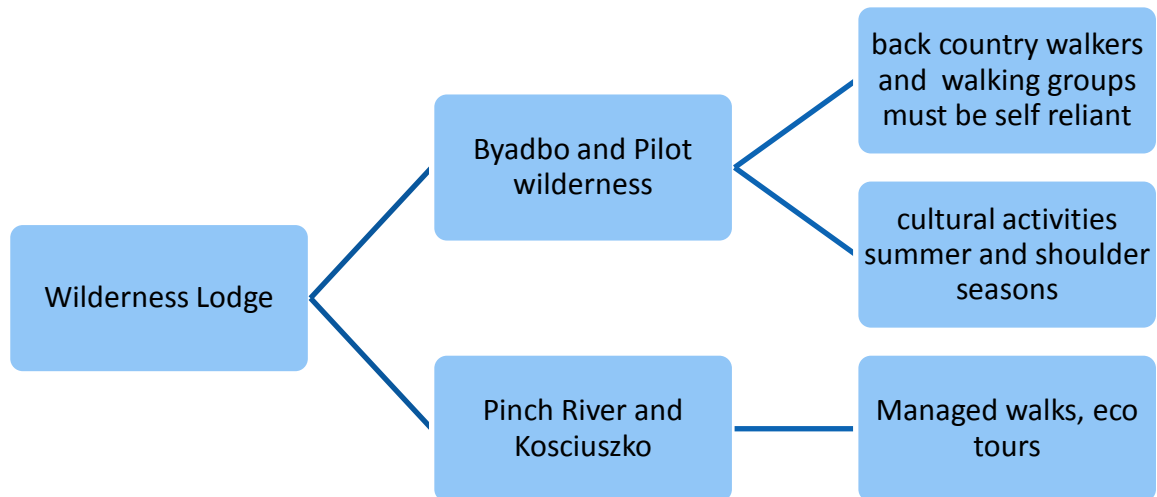 Wilderness Lodge
Byadbo and Pilot
wilderness
back country walkers
and walking groups
must be self reliant
cultural activities
summer and shoulder
seasons
Pinch River and
Kosciuszko
Managed walks, eco
tours